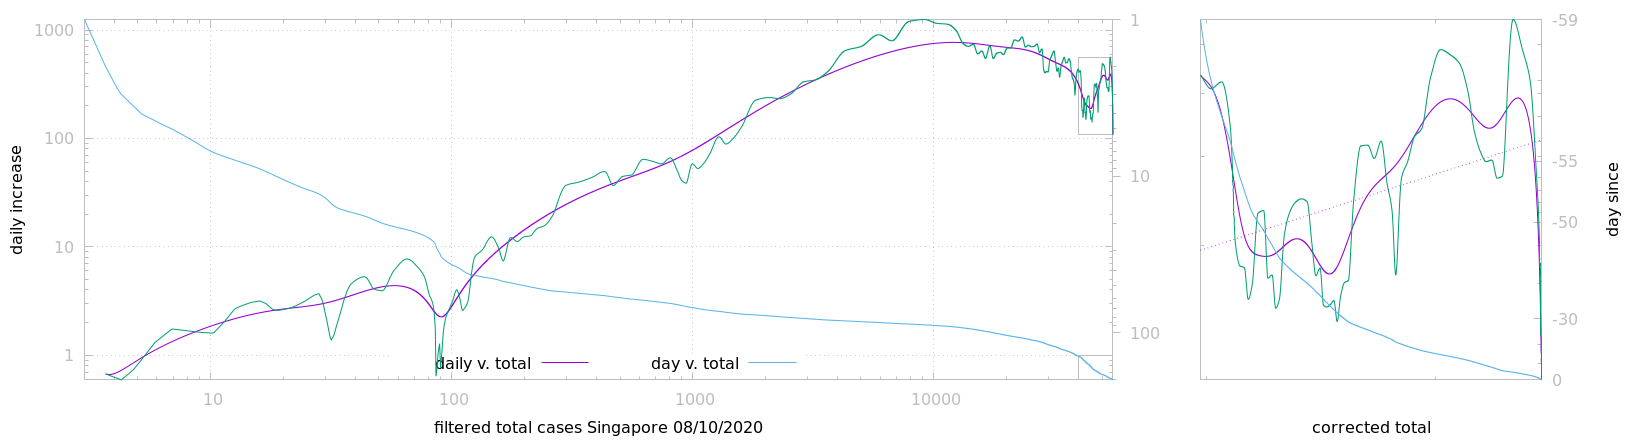 1000
100
10
1
daily increase
10
100
1000
10000
filtered total cases Singapore 08/10/2020
daily v. total
day v. total
1
10
100
-59
-55
-50
-30
0
day since
corrected total